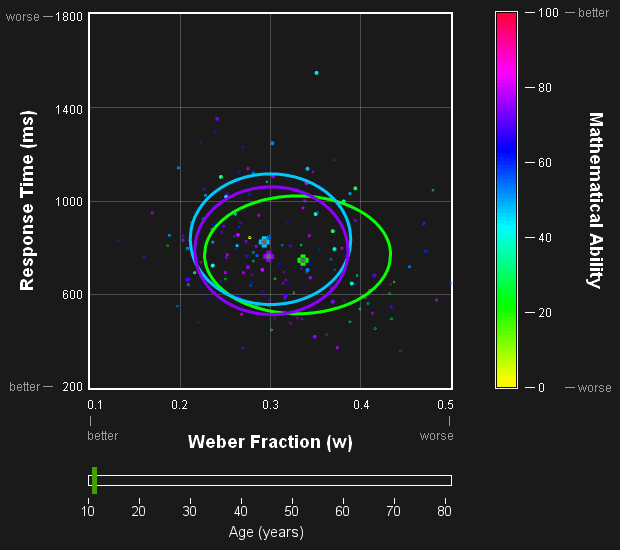 worse
1800
1400
1000
600
200
better
Response Time (ms)
0.1
0.2
0.3
0.4
0.5
better
worse
Weber Fraction (w)
100
80
60
40
20
0
better
worse
Mathematical Ability
10
20
30
40
50
60
70
80
Age (years)